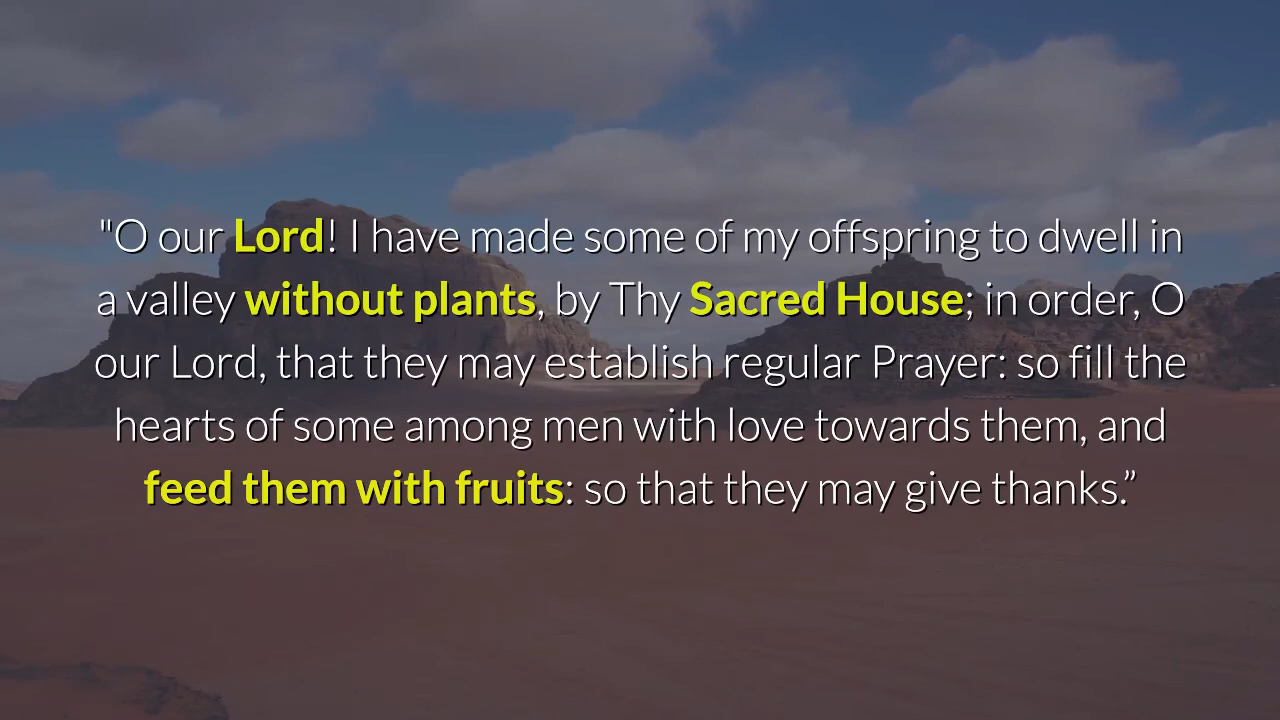 "O our Lord! I have made some of my offspring to dwell in
a valley without plants, by Thy Sacred House; in order, O
our Lord, that they may establish regular Prayer: so fill the
hearts of some among men with love towards them, and
feed them with fruits: so that they may give thanks.”